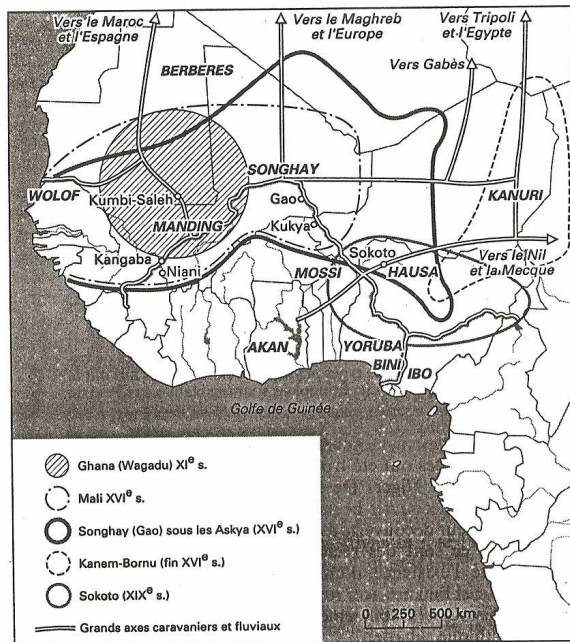 Vers le Maroc
et l'Espagne
Vers le Maghreb
et l'Europe
Vers Tripoli
et l'Egypte
Vers Gabès
BERBERES
WOLOF
Kumbi-Saleh
SONGHAY
Gao
KANURI
MANDING
Kukya
Kangaba
Niani
MOSSI
Sokoto
HAUSA
Vers le Nil
et la Mecque
AKAN
YORUBA
BINI
IBO
Golfe de Guinée
Ghana (Wagadu) XIe s.
Mali XVIe s.
Songhay (Gao) sous les Askya (XVIe s.)
Kanem-Bornu (fin XVIe s.)
Sokoto (XIXe s.)
Grands axes caravaniers et fluviaux
0 250 500 km